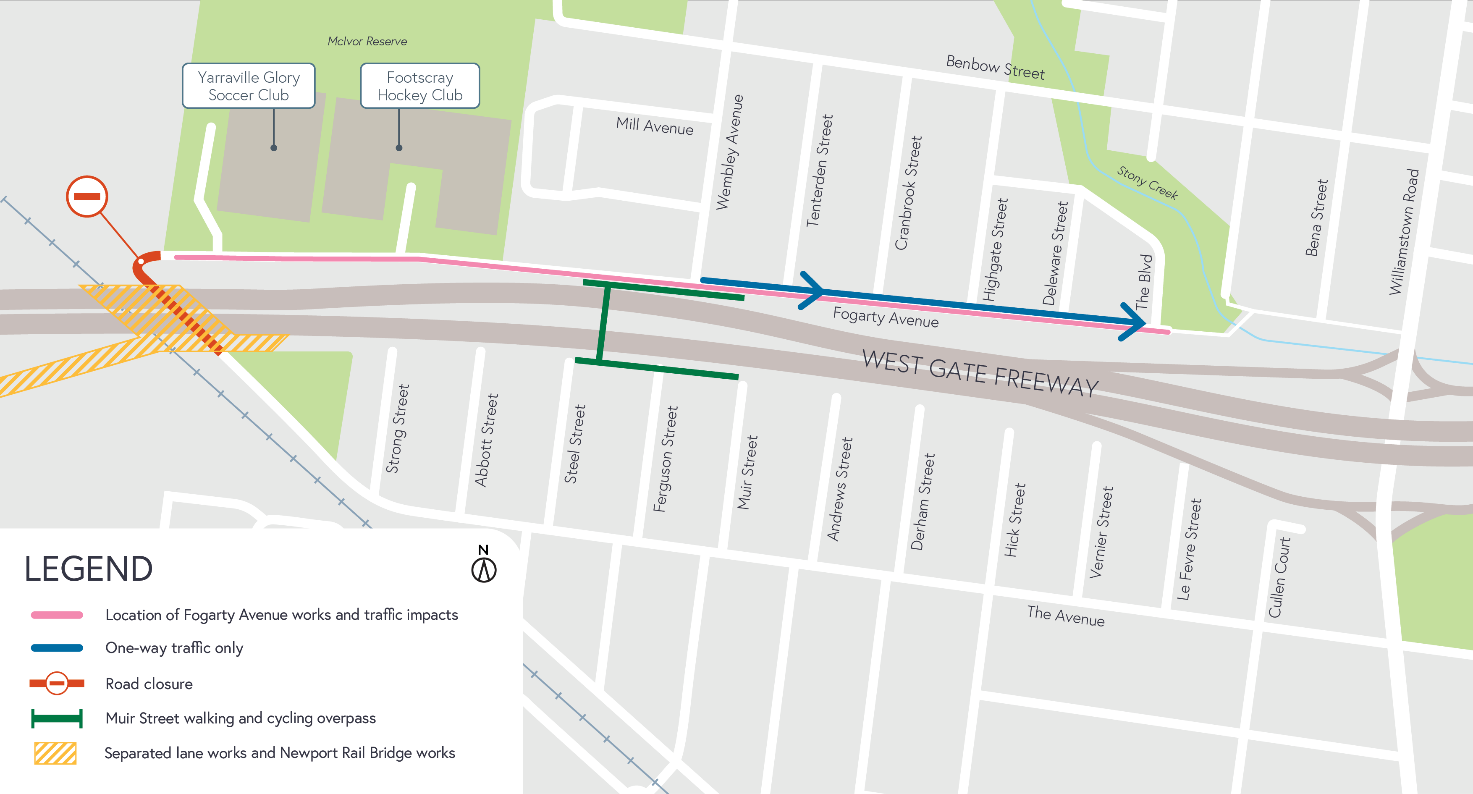 McIvor Reserve
Yarraville Glory
Soccer Club
Footscray
Hockey Club
Benbow Street
Mill Avenue
Wembley Avenue
Tenterden Street
Cranbrook Street
Highgate Street
Deleware Street
The Blvd
Stony Creek
Bena Street
Williamstown Road
Fogarty Avenue
WEST GATE FREEWAY
Strong Street
Abbott Street
Steel Street
Ferguson Street
Muir Street
Andrews Street
Derham Street
Hick Street
Vernier Street
Le Fevre Street
Cullen Court
The Avenue
LEGEND
N
Location of Fogarty Avenue works and traffic impacts
One-way traffic only
Road closure
Muir Street walking and cycling overpass
Separated lane works and Newport Rail Bridge works